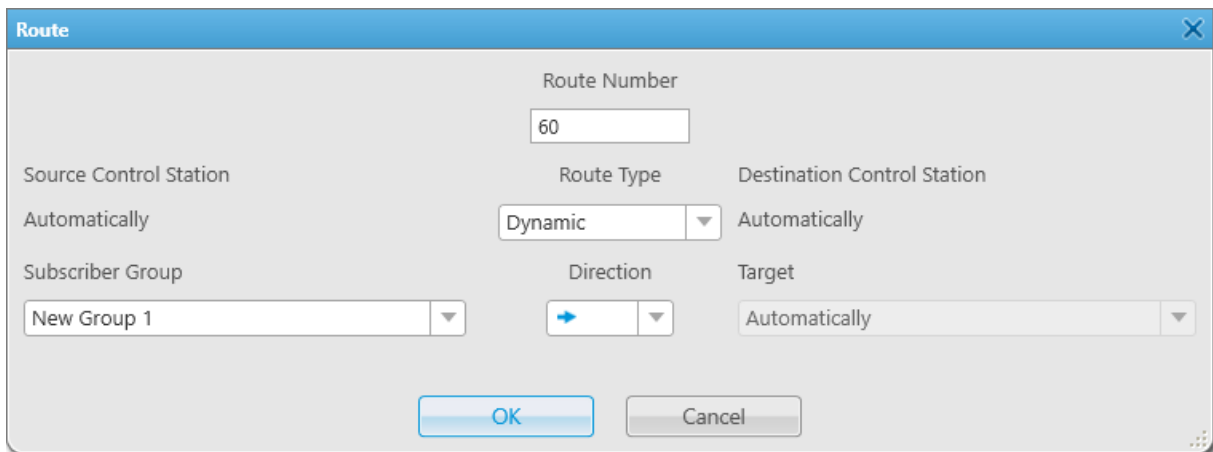 Route
Route Number
60
Source Control Station Route Type Destination Control Station
Automatically Dynamic Automatically
Subscriber Group Direction Target
New Group 1 Automatically
OK Cancel